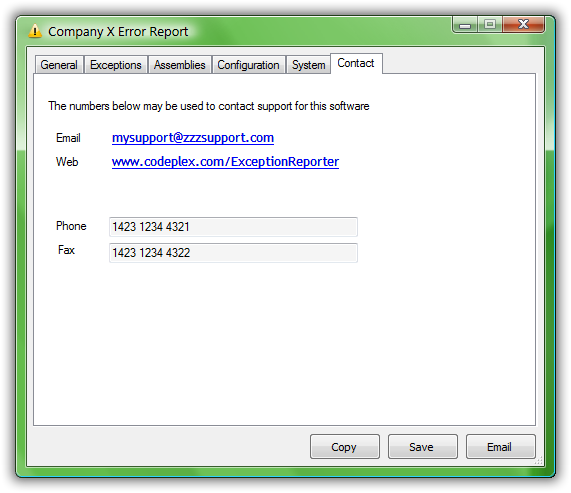 Company X Error Report
General Exceptions Assemblies Configuration System Contact
The numbers below may be used to contact support for this software
Email mysupport@zzzsupport.com
Web www.codeplex.com/ExceptionReporter
Phone 1423 1234 4321
Fax 1423 1234 4322
Copy Save Email